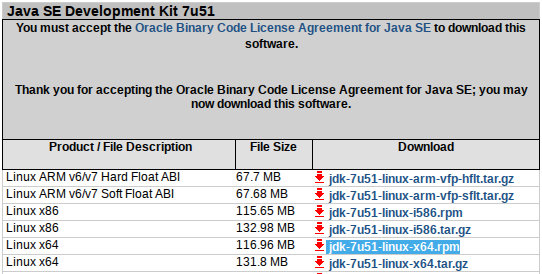 Java SE Development Kit 7u51
You must accept the Oracle Binary Code License Agreement for Java SE to download this
software.
Thank you for accepting the Oracle Binary Code License Agreement for Java SE; you may
now download this software.
Product / File Description File Size Download
Linux ARM v6/v7 Hard Float ABI 67.7 MB jdk-7u51-linux-arm-vfp-hflt.tar.gz
Linux ARM v6/v7 Soft Float ABI 67.68 MB jdk-7u51-linux-arm-vfp-sflt.tar.gz
Linux x86 115.65 MB jdk-7u51-linux-i586.rpm
Linux x86 132.98 MB jdk-7u51-linux-i586.tar.gz
Linux x64 116.96 MB jdk-7u51-linux-x64.rpm
Linux x64 131.8 MB jdk-7u51-linux-x64.tar.gz